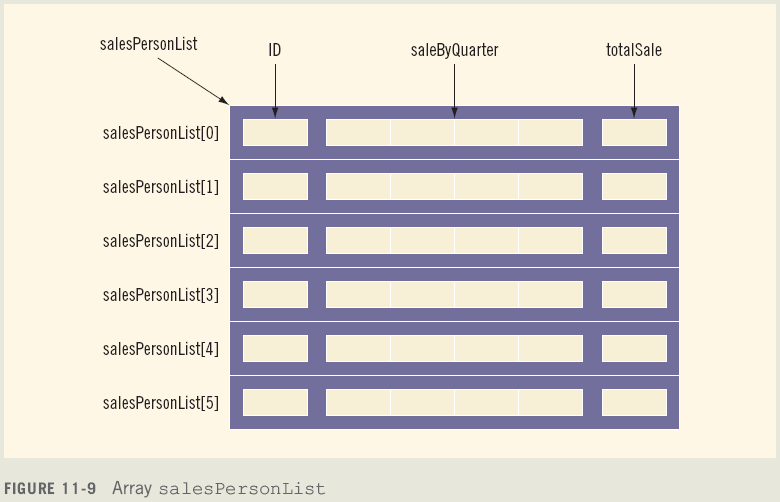 salesPersonList ID saleByQuarter totalSale
salesPersonList[0]
salesPersonList[1]
salesPersonList[2]
salesPersonList[3]
salesPersonList[4]
salesPersonList[5]
FIGURE 11-9 Array salesPersonList